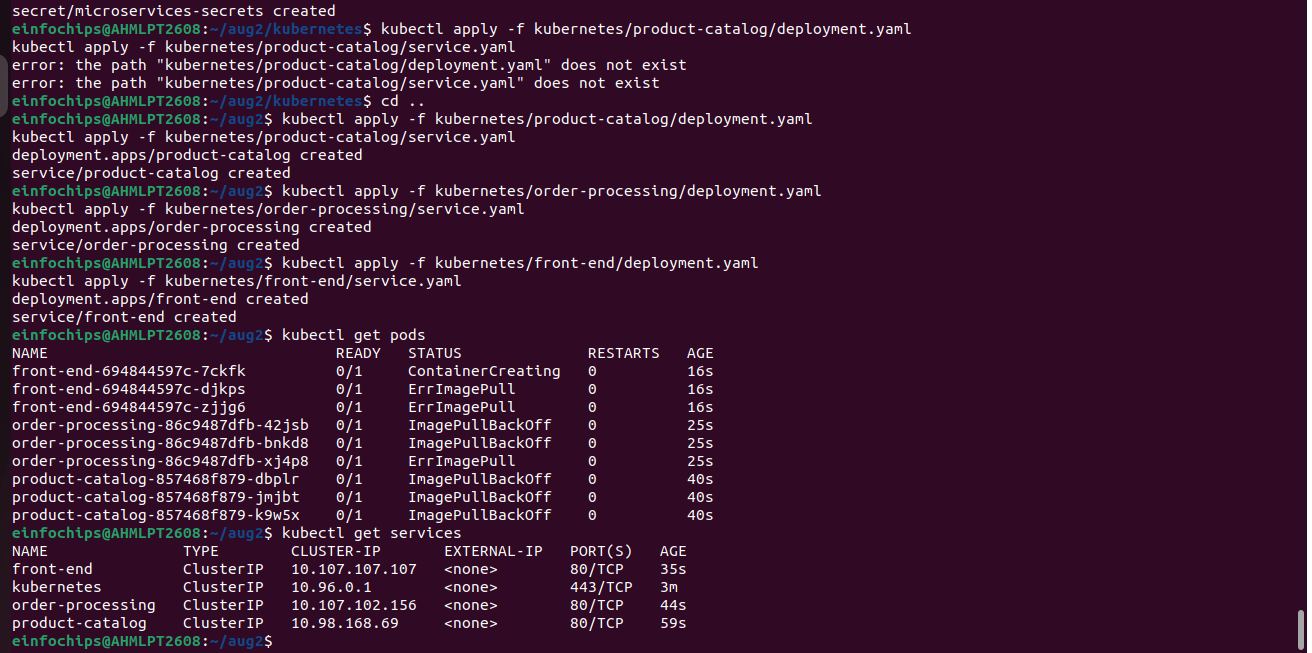 secret/microservices-secrets created
einfochips@AHMLPT2608:~/aug2/kubernetes$ kubectl apply -f kubernetes/product-catalog/deployment.yaml
kubectl apply -f kubernetes/product-catalog/service.yaml
error: the path "kubernetes/product-catalog/deployment.yaml" does not exist
error: the path "kubernetes/product-catalog/service.yaml" does not exist
einfochips@AHMLPT2608:~/aug2/kubernetes$ cd ..
einfochips@AHMLPT2608:~/aug2$ kubectl apply -f kubernetes/product-catalog/deployment.yaml
kubectl apply -f kubernetes/product-catalog/service.yaml
deployment.apps/product-catalog created
service/product-catalog created
einfochips@AHMLPT2608:~/aug2$ kubectl apply -f kubernetes/order-processing/deployment.yaml
kubectl apply -f kubernetes/order-processing/service.yaml
deployment.apps/order-processing created
service/order-processing created
einfochips@AHMLPT2608:~/aug2$ kubectl apply -f kubernetes/front-end/deployment.yaml
kubectl apply -f kubernetes/front-end/service.yaml
deployment.apps/front-end created
service/front-end created
einfochips@AHMLPT2608:~/aug2$ kubectl get pods
NAME                                READY   STATUS              RESTARTS   AGE
front-end-694844597c-7ckfk          0/1     ContainerCreating   0          16s
front-end-694844597c-djkps          0/1     ErrImagePull        0          16s
front-end-694844597c-zjjg6          0/1     ErrImagePull        0          16s
order-processing-86c9487dfb-42jsb   0/1     ImagePullBackOff    0          25s
order-processing-86c9487dfb-bnkd8   0/1     ImagePullBackOff    0          25s
order-processing-86c9487dfb-xj4p8   0/1     ErrImagePull        0          25s
product-catalog-857468f879-dbplr    0/1     ImagePullBackOff    0          40s
product-catalog-857468f879-jmjbt    0/1     ImagePullBackOff    0          40s
product-catalog-857468f879-k9w5x    0/1     ImagePullBackOff    0          40s
einfochips@AHMLPT2608:~/aug2$ kubectl get services
NAME               TYPE        CLUSTER-IP       EXTERNAL-IP   PORT(S)   AGE
front-end          ClusterIP   10.107.107.107   <none>        80/TCP    35s
kubernetes         ClusterIP   10.96.0.1        <none>        443/TCP   3m
order-processing   ClusterIP   10.107.102.156   <none>        80/TCP    44s
product-catalog    ClusterIP   10.98.168.69     <none>        80/TCP    59s
einfochips@AHMLPT2608:~/aug2$